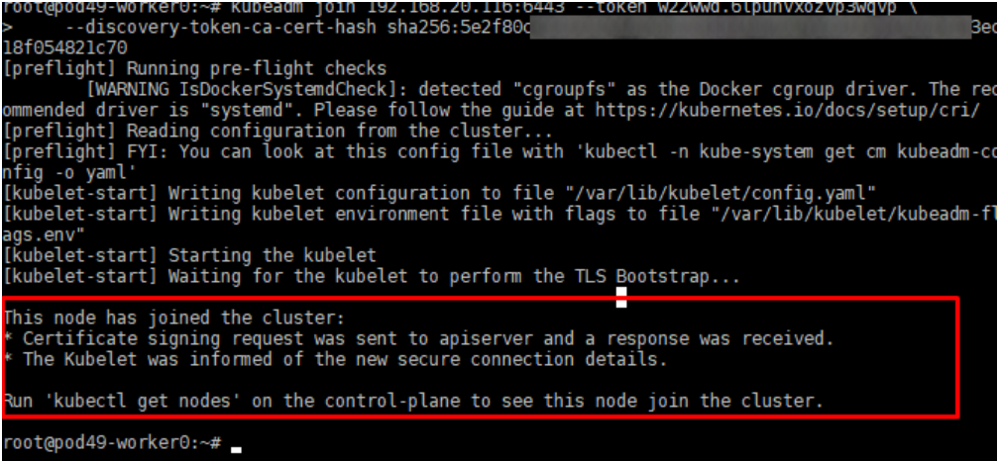 root@pod49-worker0:~# kubeadm join 192.168.20.116:6443 --token w22wwd.6tpuhvxozvp3wqvp \
>     --discovery-token-ca-cert-hash sha256:5e2f80c 3ec
18f054821c70
[preflight] Running pre-flight checks
        [WARNING IsDockerSystemdCheck]: detected "cgroupfs" as the Docker cgroup driver. The rec
ommended driver is "systemd". Please follow the guide at https://kubernetes.io/docs/setup/cri/
[preflight] Reading configuration from the cluster...
[preflight] FYI: You can look at this config file with 'kubectl -n kube-system get cm kubeadm-co
nfig -o yaml'
[kubelet-start] Writing kubelet configuration to file "/var/lib/kubelet/config.yaml"
[kubelet-start] Writing kubelet environment file with flags to file "/var/lib/kubelet/kubeadm-fl
ags.env"
[kubelet-start] Starting the kubelet
[kubelet-start] Waiting for the kubelet to perform the TLS Bootstrap...
This node has joined the cluster:
* Certificate signing request was sent to apiserver and a response was received.
* The Kubelet was informed of the new secure connection details.
Run 'kubectl get nodes' on the control-plane to see this node join the cluster.
root@pod49-worker0:~#